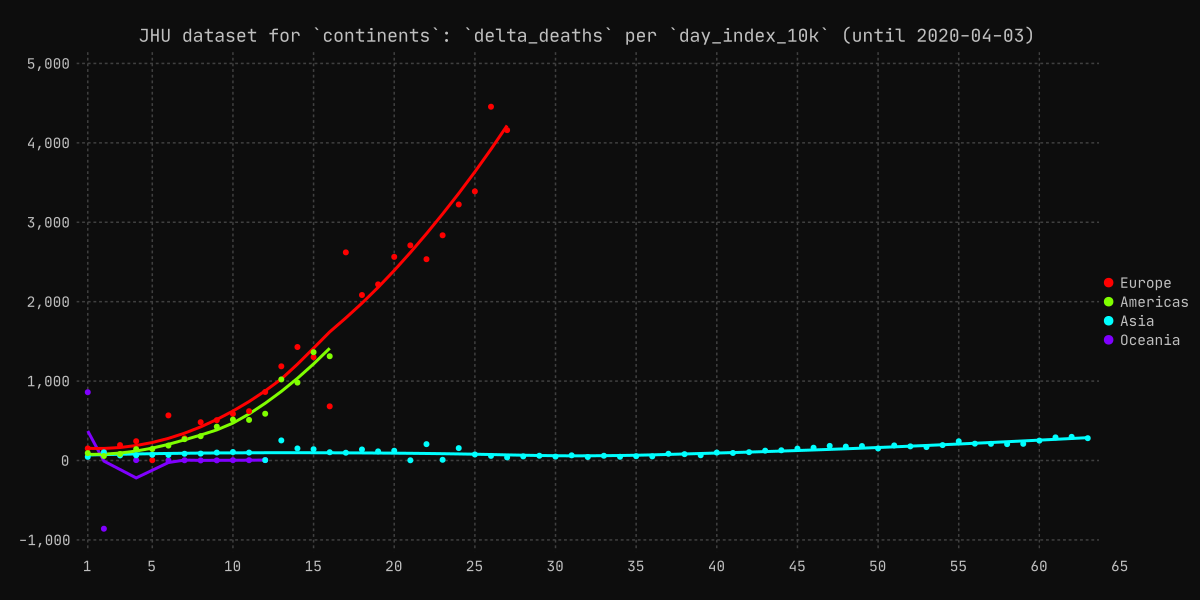 JHU dataset for `continents`: `delta_deaths` per `day_index_10k` (until 2020-04-03)
5,000
4,000
3,000
2,000
1,000
0
-1,000
1 5 10 15 20 25 30 35 40 45 50 55 60 65
Europe
Americas
Asia
Oceania